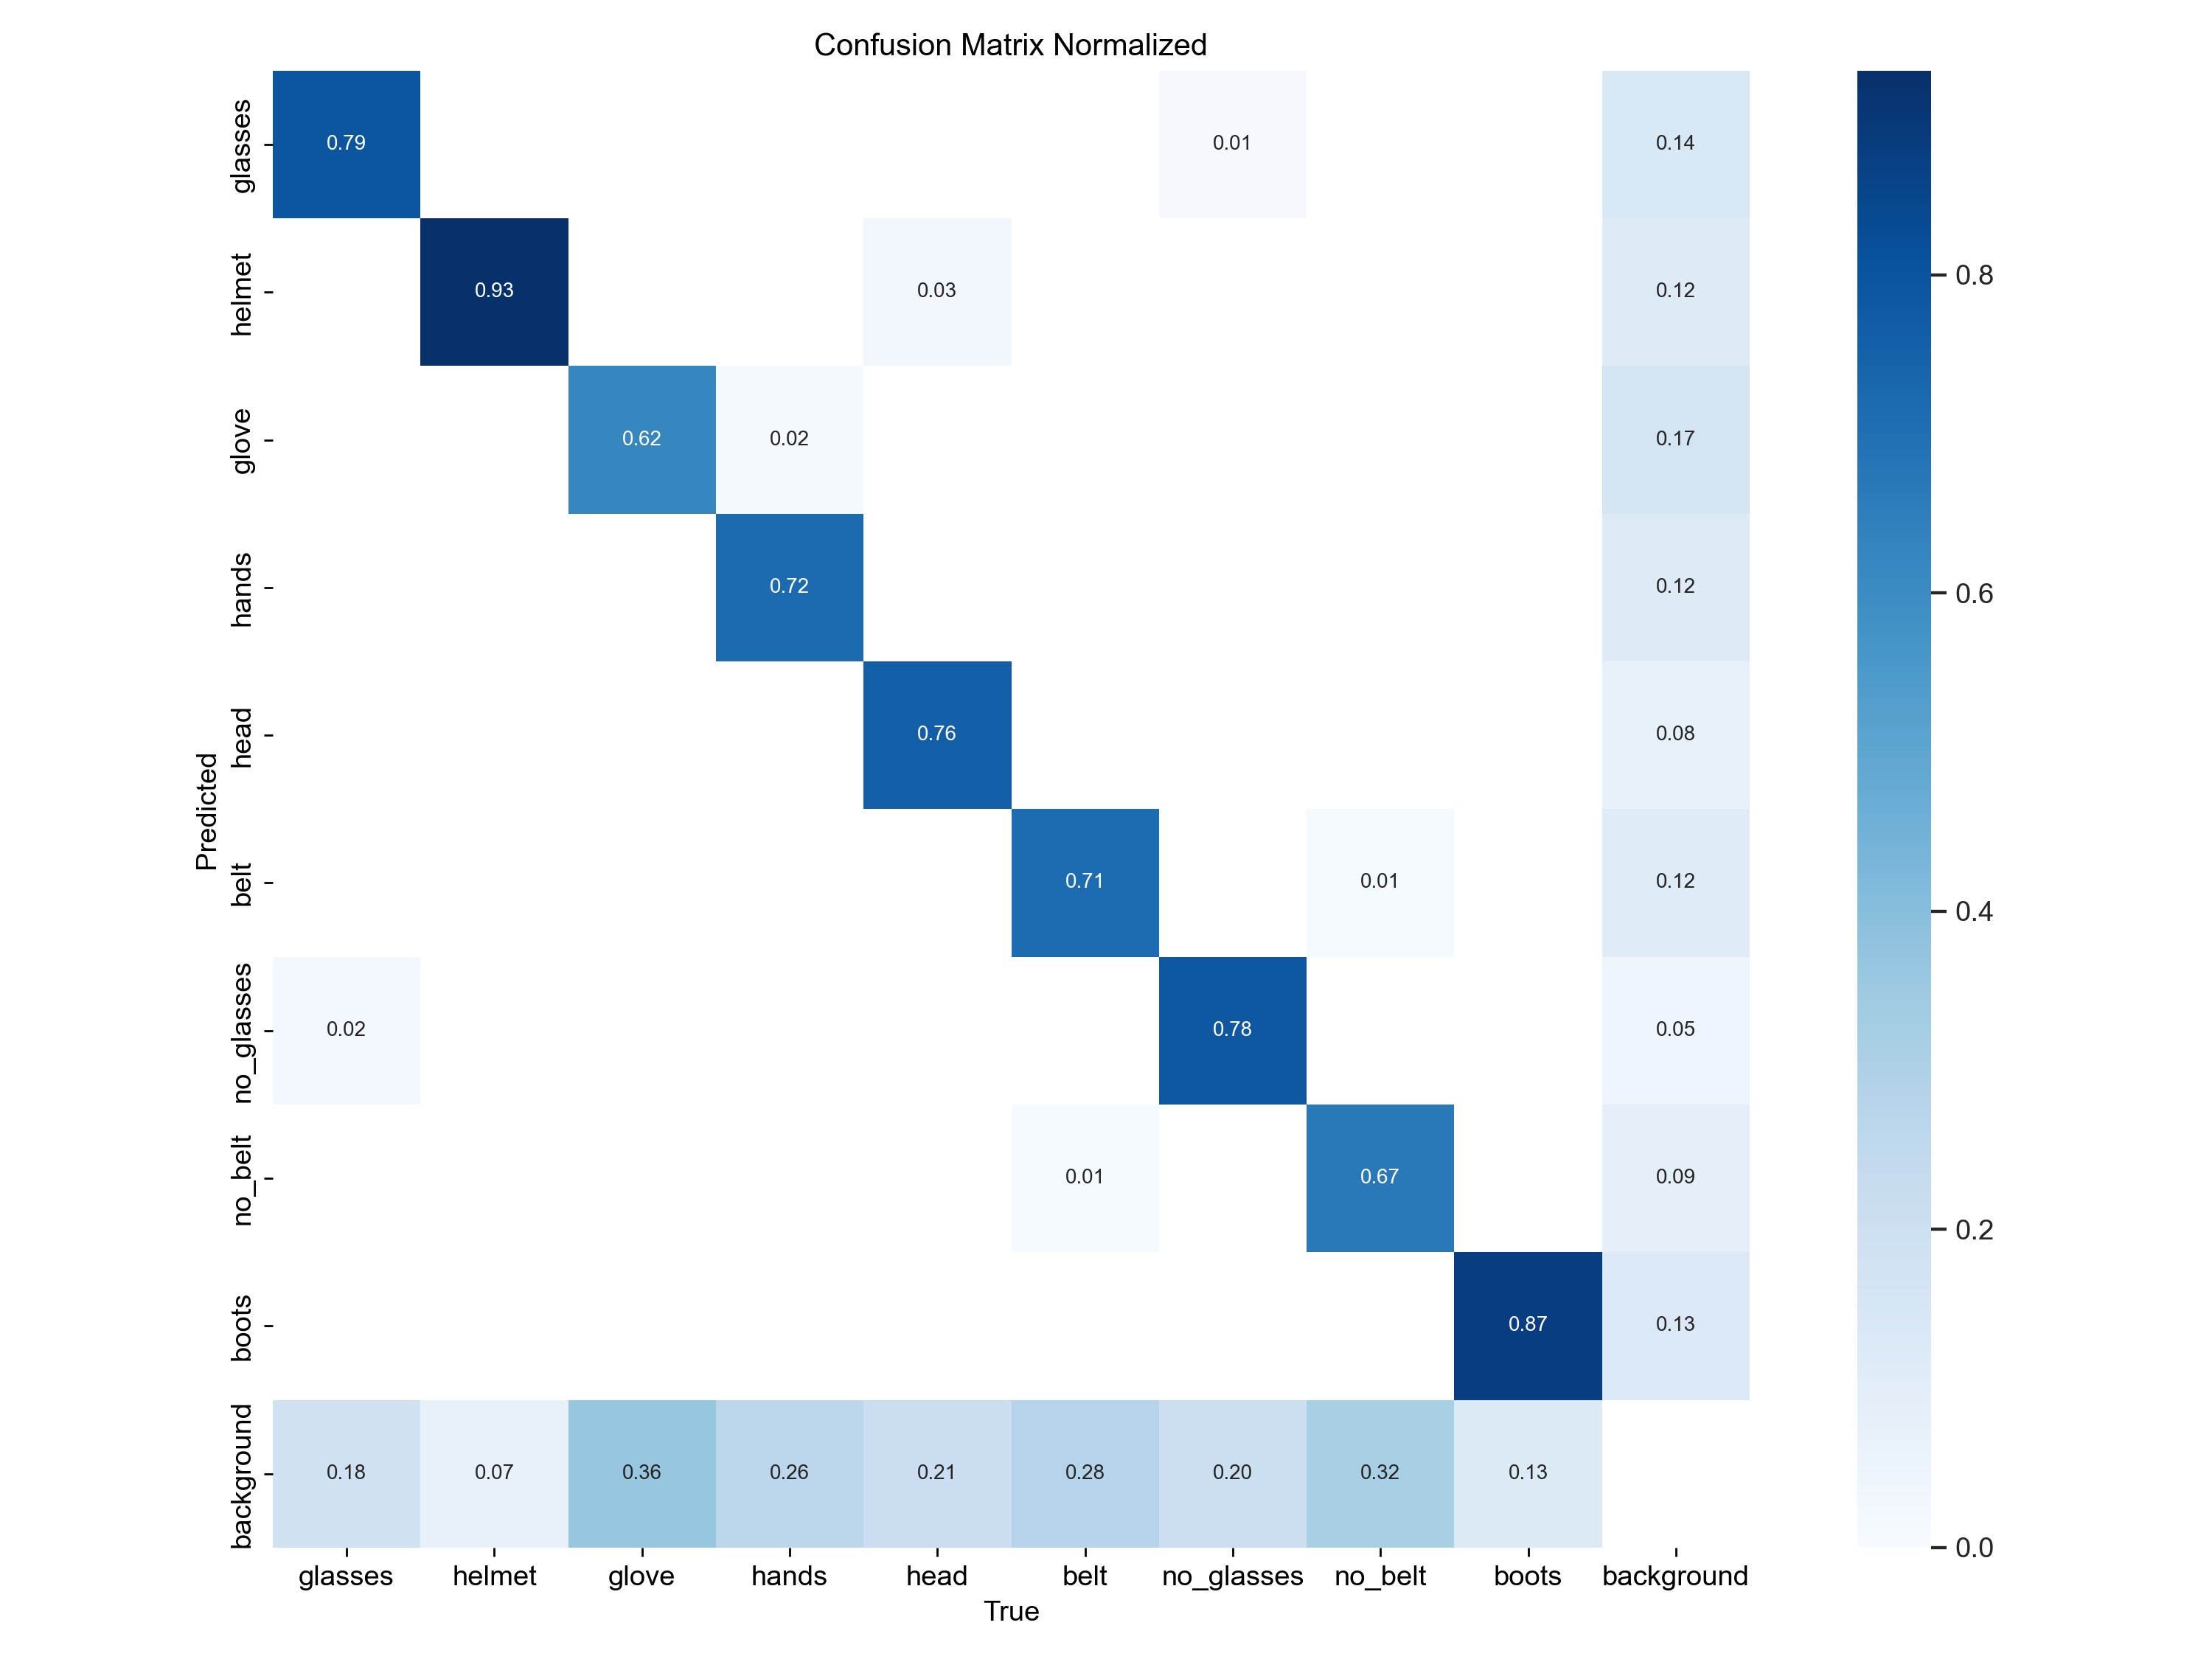 Confusion Matrix Normalized
glasses 0.79 0.01 0.14
helmet 0.93 0.03 0.12 0.8
glove 0.62 0.02 0.17
hands 0.72 0.12 0.6
head 0.76 0.08
Predicted
belt 0.71 0.01 0.12 0.4
no_glasses 0.02 0.78 0.05
no_belt 0.01 0.67 0.09 0.2
boots 0.87 0.13
background 0.18 0.07 0.36 0.26 0.21 0.28 0.20 0.32 0.13
0.0
glasses helmet glove hands head belt no_glasses no_belt boots background
True